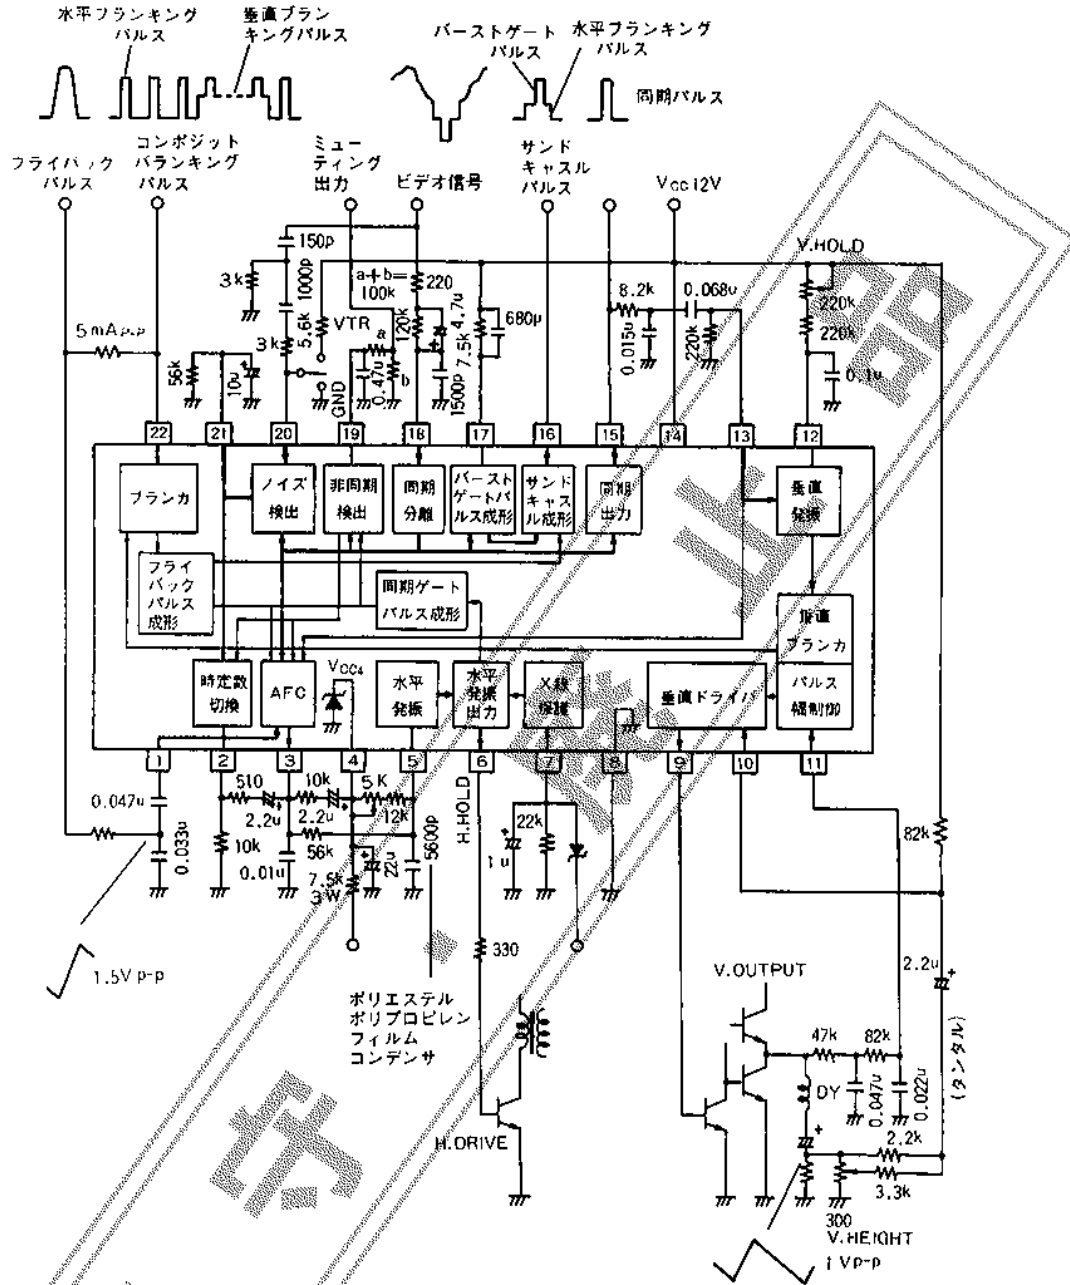 水平ブランキング
パルス
垂直ブラン
キングパルス
バーストゲート
パルス
水平ブランキング
パルス
同期パルス
フライバック
パルス
コンポジット
バランキング
パルス
ミュー
ティング
出力
ビデオ信号
サンド
キャスル
パルス
Vcc12V
V.HOLD
150p
3k
1000p
5.6k
3k
VTR
a+b=
100k
220
120k
4.7u
7.5k
680p
8.2k
0.068u
0.015u
220k
220k
220k
0.1u
5mAp-p
56k
10u
GND
0.47u
a
b
1500p
22
21
20
19
18
17
16
15
14
13
12
ブランカ
ノイズ
検出
非同期
検出
同期
分離
バースト
ゲートパ
ルス成形
サンド
キャス
ル成形
同期
出力
垂直
発振
フライ
バック
パルス
成形
同期ゲート
パルス成形
垂直
ブランカ
時定数
切換
AFC
Vcc4
水平
発振
水平
発振
出力
X線
保護
垂直ドライバ
パルス
幅制御
1
2
3
4
5
6
7
8
9
10
11
0.047u
0.033u
510
2.2u
10k
10k
2.2u
56k
0.01u
5K
12k
22u
7.5k
3W
5600p
H.HOLD
22k
1u
330
82k
1.5Vp-p
ポリエステル
ポリプロピレン
フィルム
コンデンサ
H.DRIVE
V.OUTPUT
47k
82k
DY
0.047u
0.022u
2.2u
(タンタル)
2.2k
3.3k
300
V.HEIGHT
1Vp-p